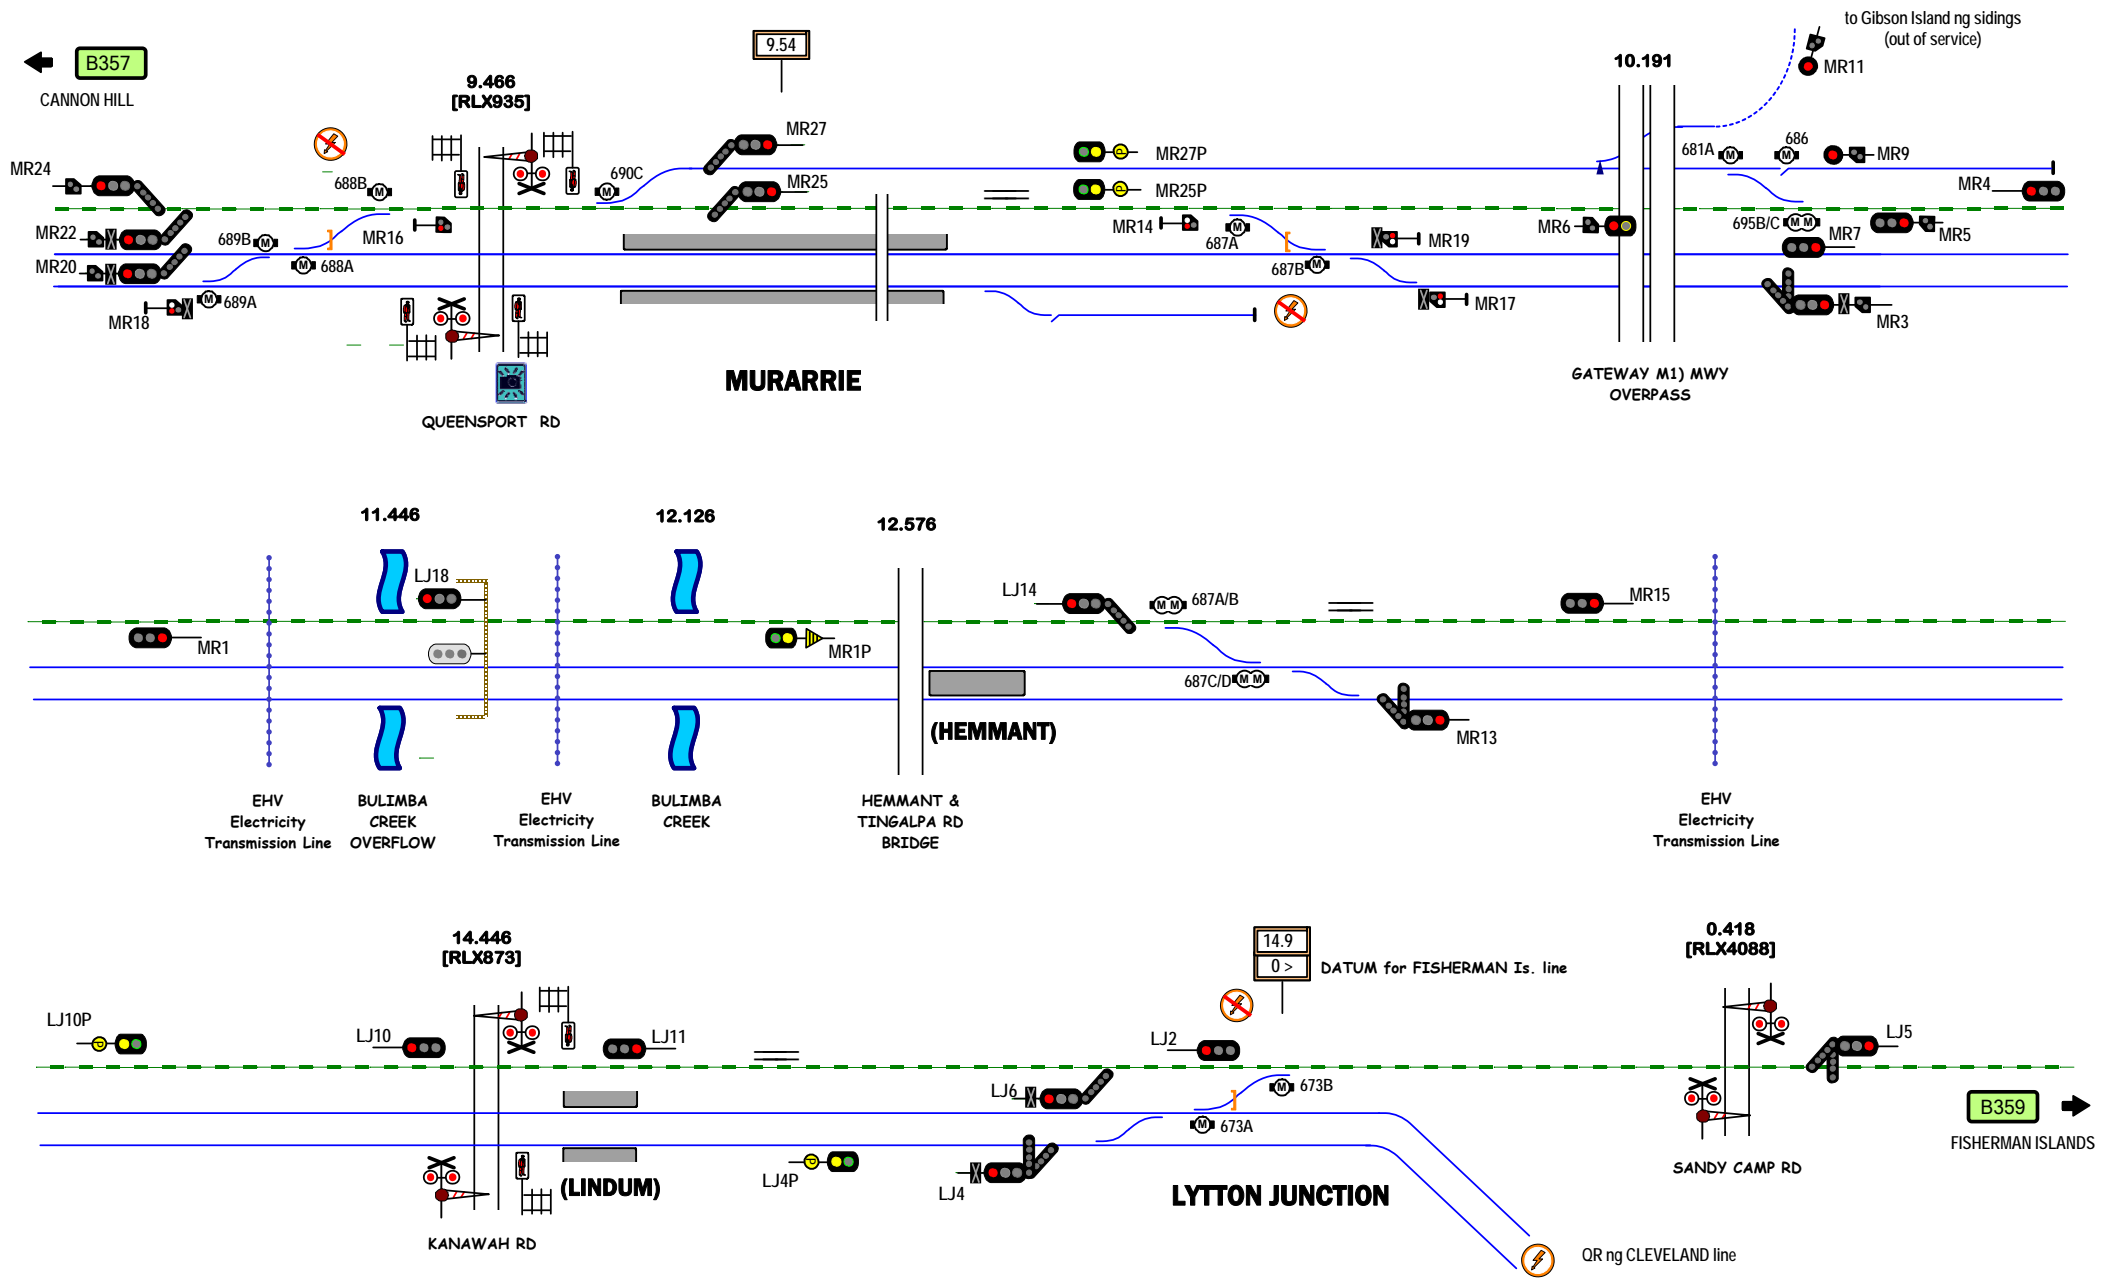 to Gibson Island ng sidings
(out of service)
B357
CANNON HILL
9.54
9.466
[RLX935]
10.191
MR11
MR27
MR27P
681A
686
MR9
MR24
688B
690C
MR25
MR25P
MR4
MR22
689B
MR16
MR14
687A
MR19
MR6
695B/C
MR7
MR5
MR20
688A
687B
689A
MR18
MR17
MR3
MURARRIE
GATEWAY M1) MWY
OVERPASS
QUEENSPORT RD
11.446
12.126
12.576
LJ18
LJ14
687A/B
MR15
MR1
MR1P
687C/D
(HEMMANT)
MR13
EHV
Electricity
Transmission Line
BULIMBA
CREEK
OVERFLOW
EHV
Electricity
Transmission Line
BULIMBA
CREEK
HEMMANT &
TINGALPA RD
BRIDGE
EHV
Electricity
Transmission Line
14.446
[RLX873]
14.9
0 >
DATUM for FISHERMAN Is. line
0.418
[RLX4088]
LJ10P
LJ10
LJ11
LJ2
LJ5
LJ6
673B
673A
B359
FISHERMAN ISLANDS
LJ4P
LJ4
(LINDUM)
LYTTON JUNCTION
SANDY CAMP RD
KANAWAH RD
QR ng CLEVELAND line